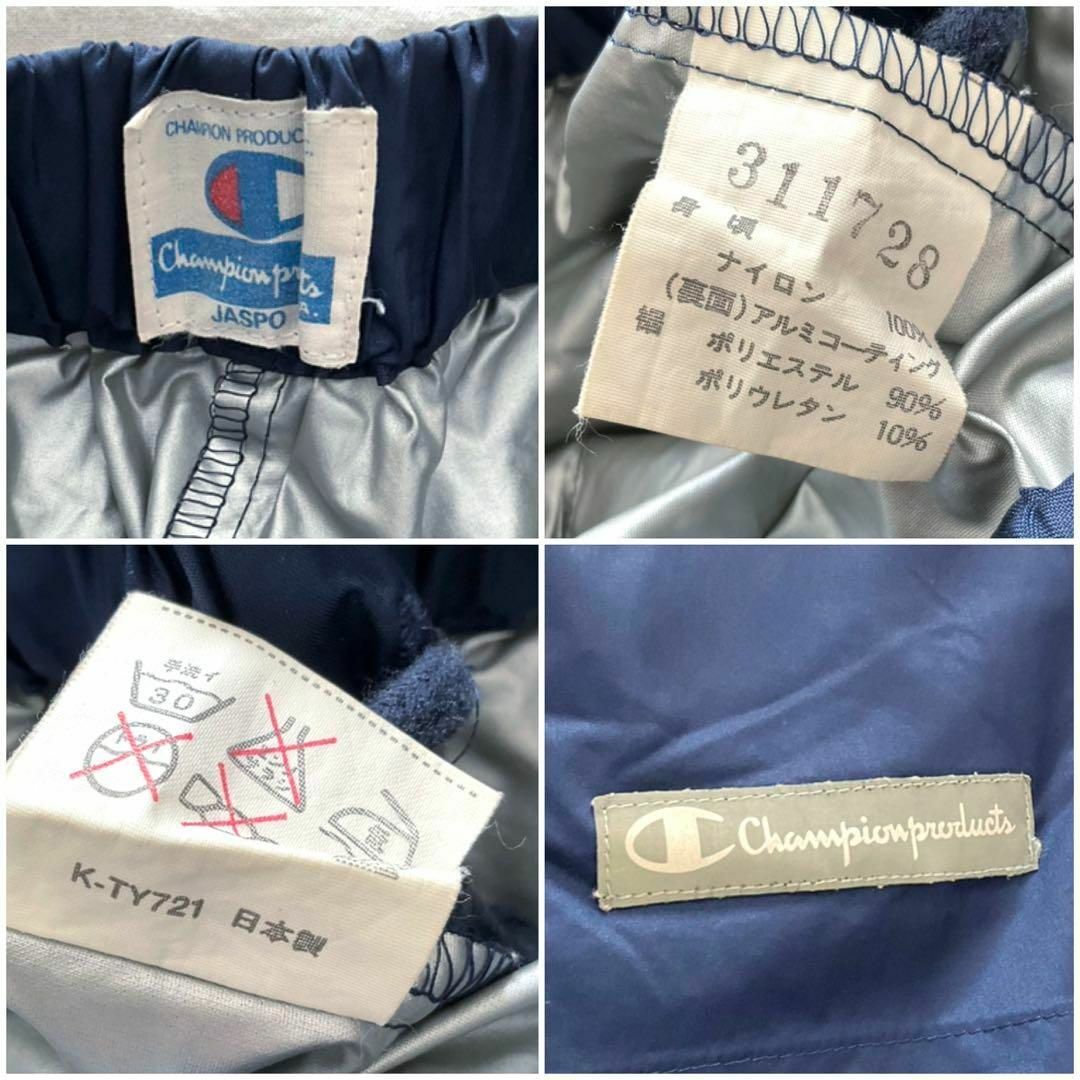 CHAMPION PRODUC
Champion
JASPO
311728
身頃
ナイロン 100%
(裏面)アルミコーティング
ポリエステル 90%
ポリウレタン 10%
手洗イ
30
K-TY721 日本製
Championproducts